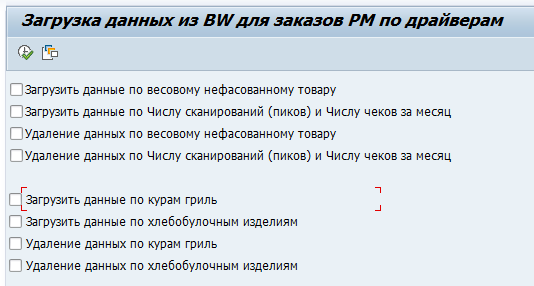 Загрузка данных из BW для заказов PM по драйверам
Загрузить данные по весовому нефасованному товару
Загрузить данные по Числу сканирований (пиков) и Числу чеков за месяц
Удаление данных по весовому нефасованному товару
Удаление данных по Числу сканирований (пиков) и Числу чеков за месяц
Загрузить данные по курам гриль
Загрузить данные по хлебобулочным изделиям
Удаление данных по курам гриль
Удаление данных по хлебобулочным изделиям